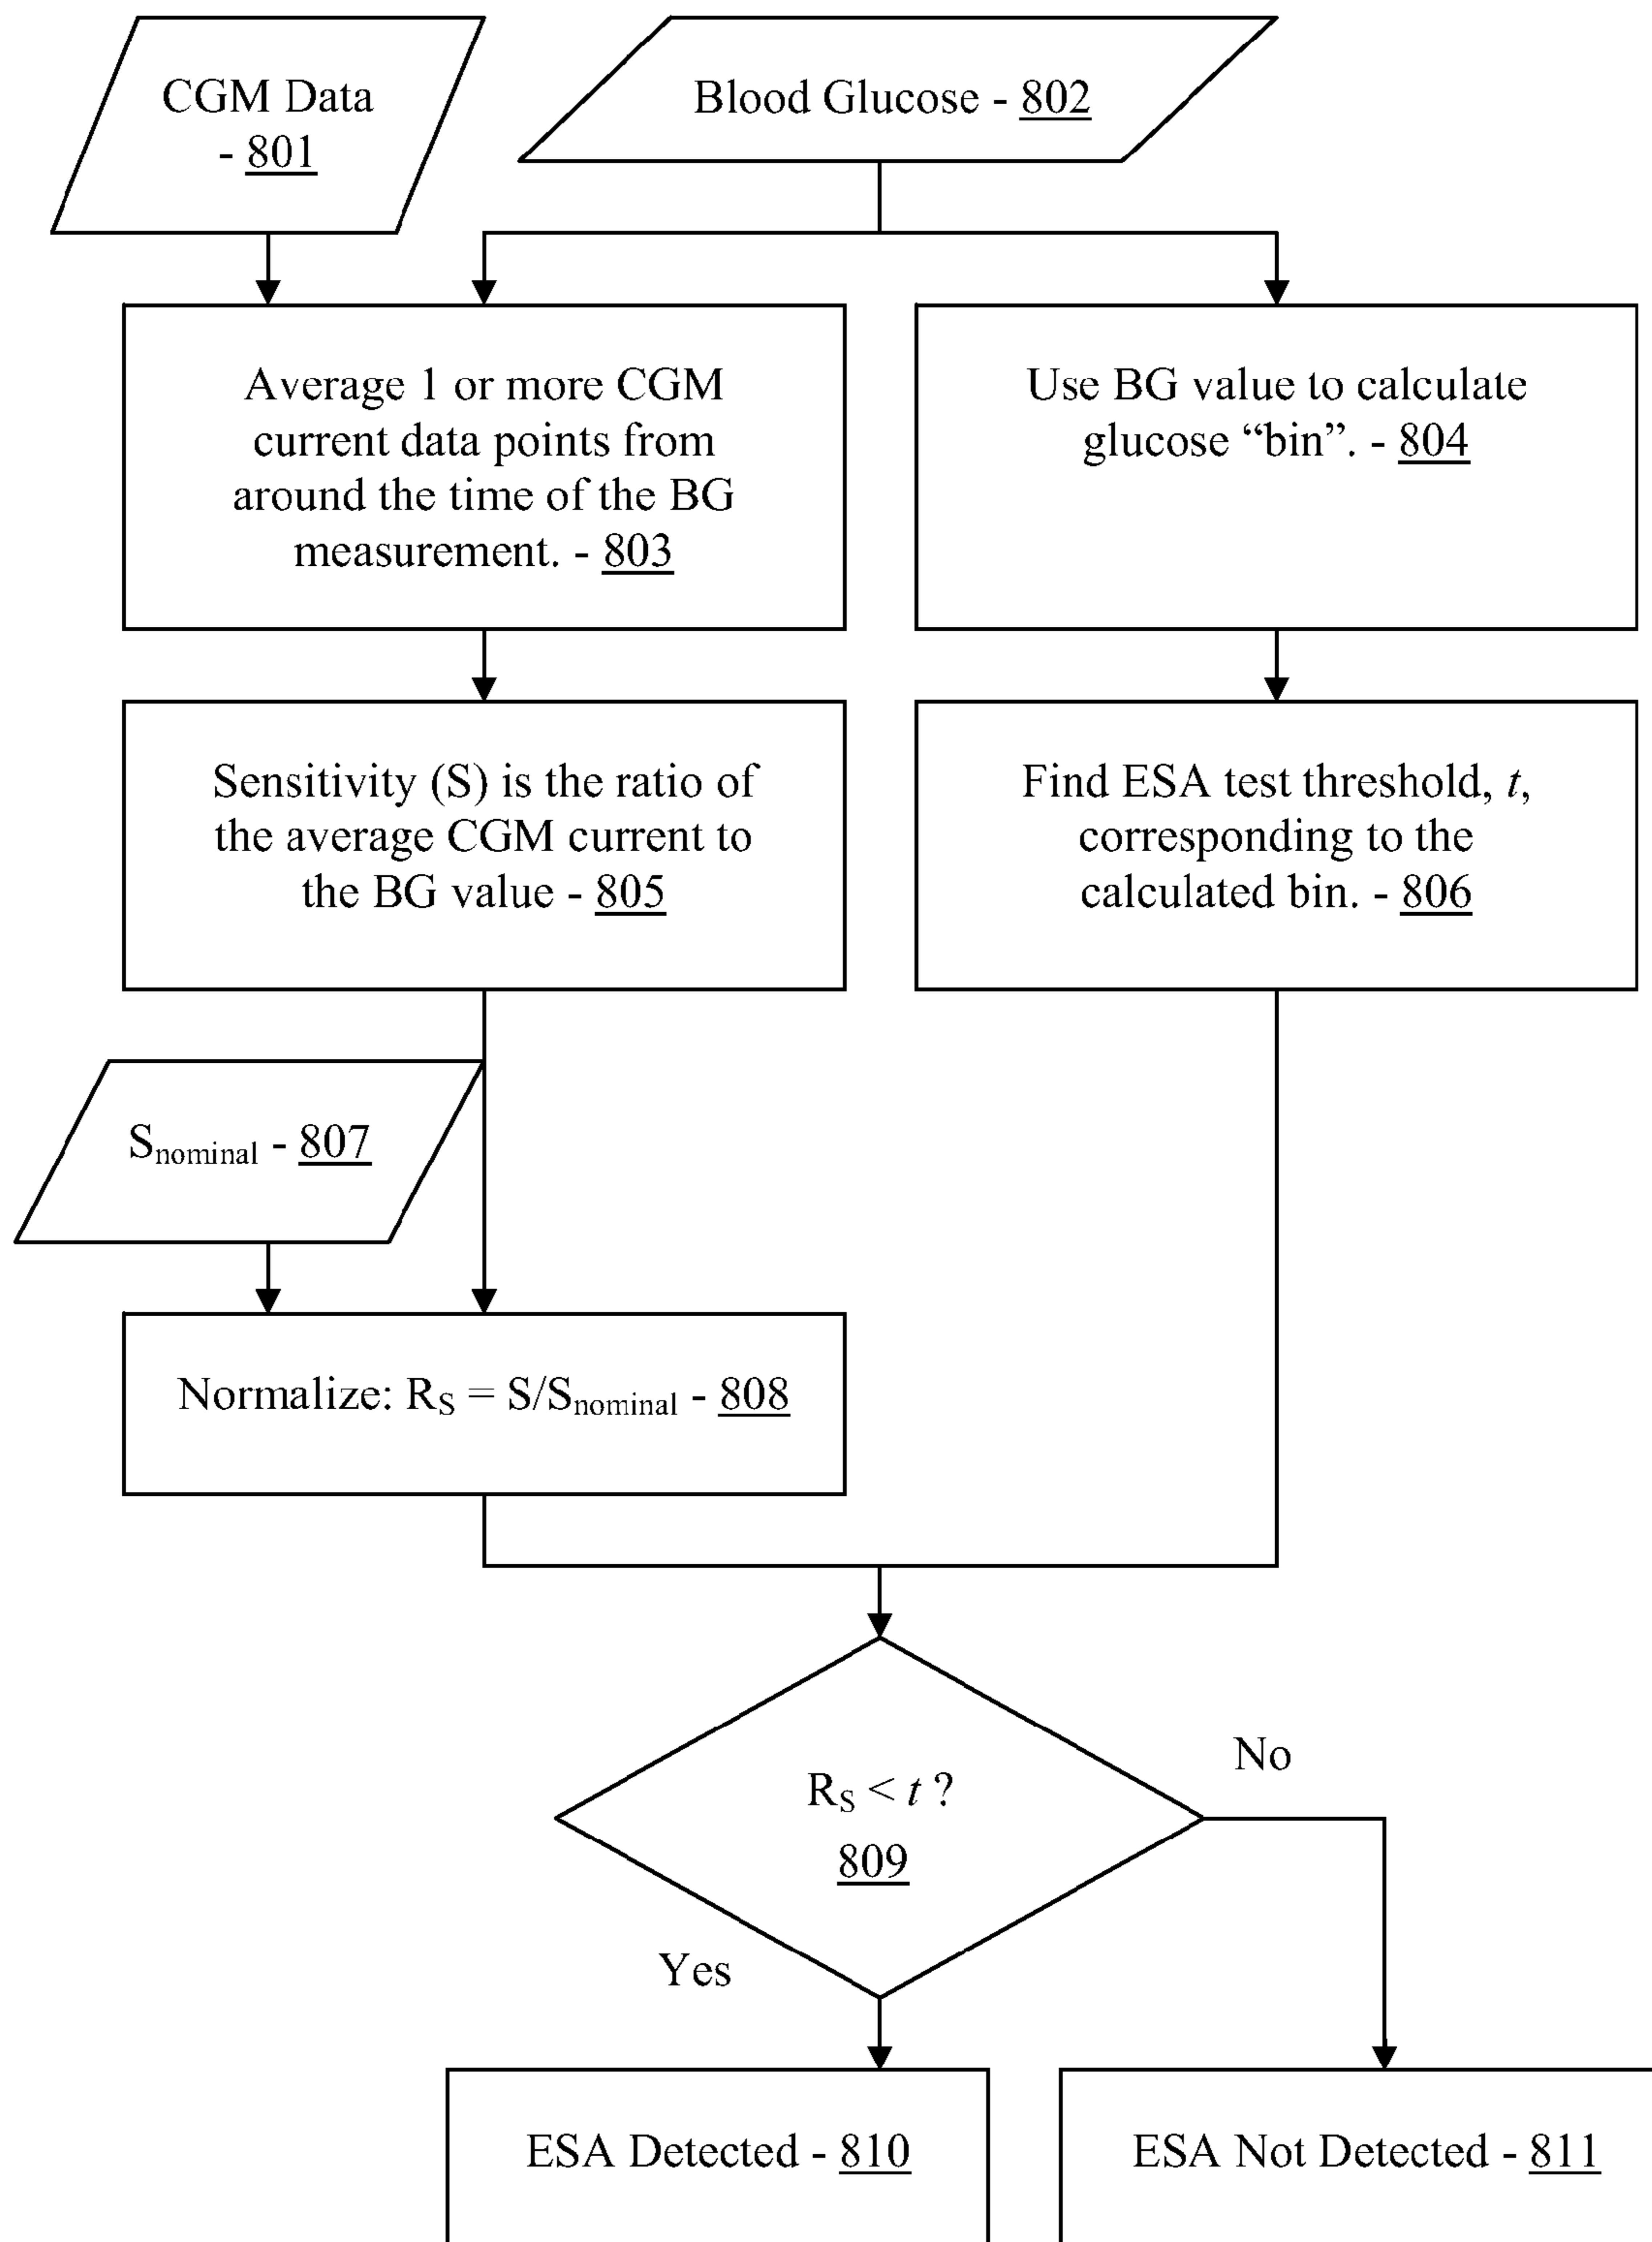 CGM Data
- 801
Blood Glucose - 802
Average 1 or more CGM
current data points from
around the time of the BG
measurement. - 803
Use BG value to calculate
glucose “bin”. - 804
Sensitivity (S) is the ratio of
the average CGM current to
the BG value - 805
Find ESA test threshold, t,
corresponding to the
calculated bin. - 806
Snominal - 807
Normalize: RS = S/Snominal - 808
RS < t ?
809
No
Yes
ESA Detected - 810
ESA Not Detected - 811